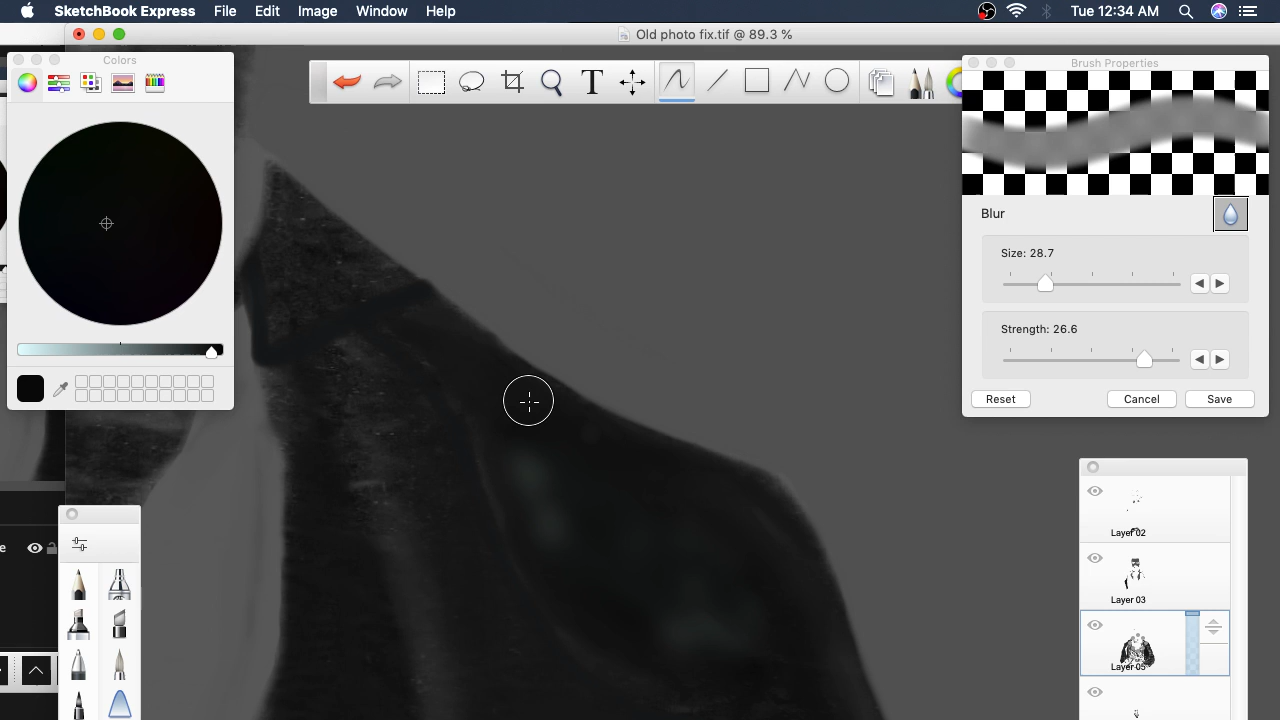 SketchBook Express File Edit Image Window Help Tue 12:34 AM
Old photo fix.tif @ 89.3 %
Colors
T
Brush Properties
Blur
Size: 28.7
Strength: 26.6
Reset Cancel Save
Layer 02
Layer 03
Layer 05